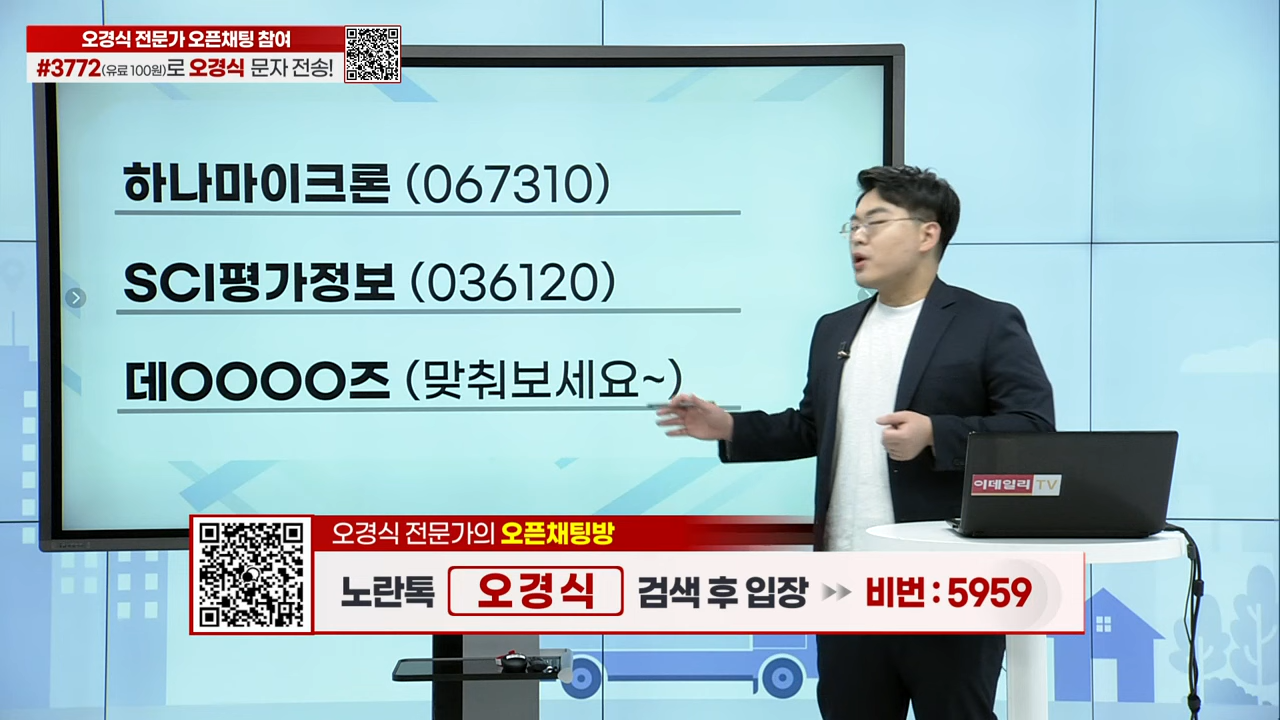 오경식 전문가 오픈채팅 참여
#3772(유료 100원)로 오경식 문자 전송!
하나마이크론 (067310)
SCI평가정보 (036120)
데OOOO즈 (맞춰보세요~)
이데일리TV
오경식 전문가의 오픈채팅방
노란톡 오경식 검색 후 입장 비번 : 5959